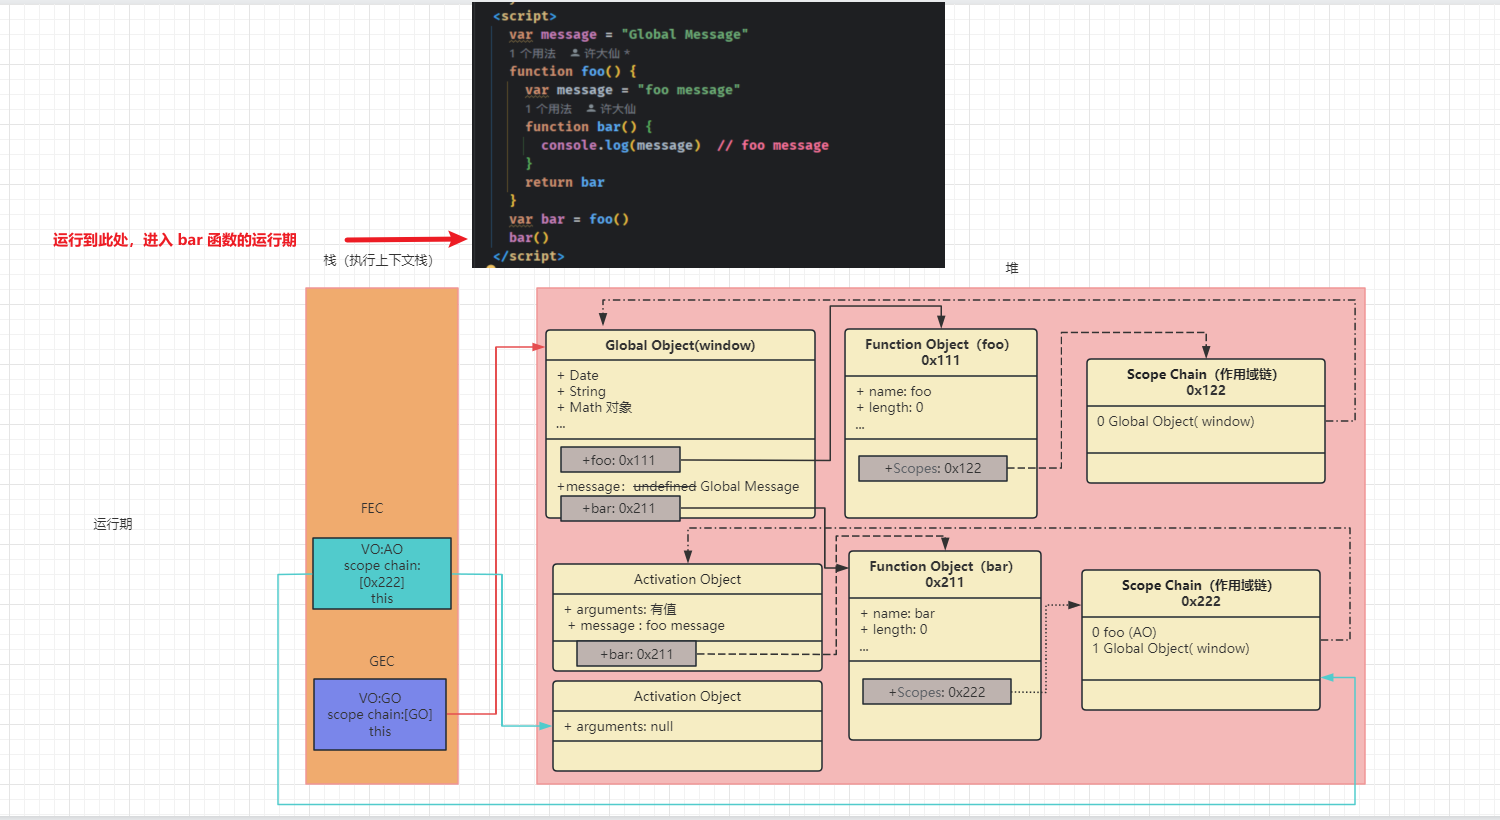 <script>
var message = "Global Message"
1 个用法 许大仙 *
function foo() {
var message = "foo message"
1 个用法 许大仙
function bar() {
console.log(message) // foo message
}
return bar
}
var bar = foo()
bar()
</script>
运行到此处，进入 bar 函数的运行期
栈（执行上下文栈）
堆
运行期
FEC
VO:AO
scope chain:
[0x222]
this
GEC
VO:GO
scope chain:[GO]
this
Global Object(window)
+ Date
+ String
+ Math 对象
...
+foo: 0x111
+message：undefined Global Message
+bar: 0x211
Function Object（foo）
0x111
+ name: foo
+ length: 0
...
+Scopes: 0x122
Scope Chain（作用域链）
0x122
0 Global Object( window)
Activation Object
+ arguments: 有值
+ message : foo message
+bar: 0x211
Activation Object
+ arguments: null
Function Object（bar）
0x211
+ name: bar
+ length: 0
...
+Scopes: 0x222
Scope Chain（作用域链）
0x222
0 foo (AO)
1 Global Object( window)